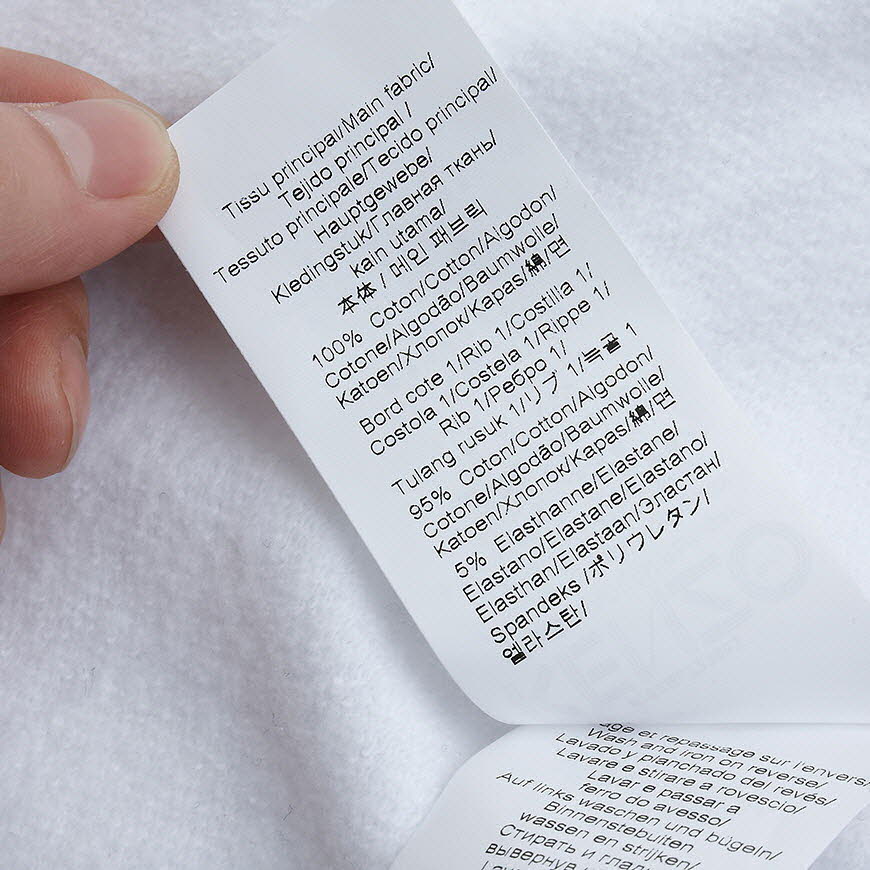 Tissu principal/Main fabric/
Tejido principal /
Tessuto principale/Tecido principal/
Hauptgewebe/
Kledingstuk/Главная ткань/
kain utama/
本体 / 메인 패브릭
100% Coton/Cotton/Algodon/
Cotone/Algodão/Baumwolle/
Katoen/Хлопок/Kapas/綿/면
Bord cote 1/Rib 1/Costilla 1/
Costola 1/Costela 1/Rippe 1/
Rib 1/Ребро 1/
Tulang rusuk 1/リブ 1/늑골 1
95% Coton/Cotton/Algodon/
Cotone/Algodão/Baumwolle/
Katoen/Хлопок/Kapas/綿/면
5% Elasthanne/Elastane/
Elastano/Elastane/Elastano/
Elasthan/Elastaan/Эластан/
Spandeks /ポリウレタン/
엘라스탄/
KENZO
et repassage sur l'envers/
Wash and iron on reverse/
Lavado y planchado del revés/
Lavare e stirare a rovescio/
Lavar e passar a
ferro do avesso/
Auf links waschen und bügeln/
Binnenstebuiten
wassen en strijken/
Стирать и